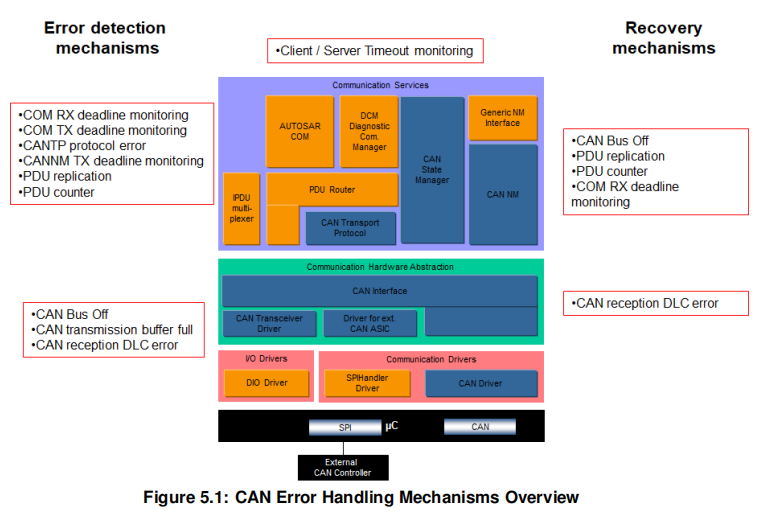 Error detection
mechanisms
Recovery
mechanisms
•Client / Server Timeout monitoring
•COM RX deadline monitoring
•COM TX deadline monitoring
•CANTP protocol error
•CANNM TX deadline monitoring
•PDU replication
•PDU counter
Communication Services
AUTOSAR
COM
DCM
Diagnostic
Com.
Manager
CAN
State
Manager
Generic NM
Interface
CAN NM
IPDU
multi-
plexer
PDU Router
CAN Transport
Protocol
•CAN Bus Off
•PDU replication
•PDU counter
•COM RX deadline
monitoring
•CAN Bus Off
•CAN transmission buffer full
•CAN reception DLC error
Communication Hardware Abstraction
CAN Interface
CAN Transceiver
Driver
Driver for ext.
CAN ASIC
•CAN reception DLC error
I/O Drivers
DIO Driver
Communication Drivers
SPIHandler
Driver
CAN Driver
SPI
µC
CAN
External
CAN Controller
Figure 5.1: CAN Error Handling Mechanisms Overview